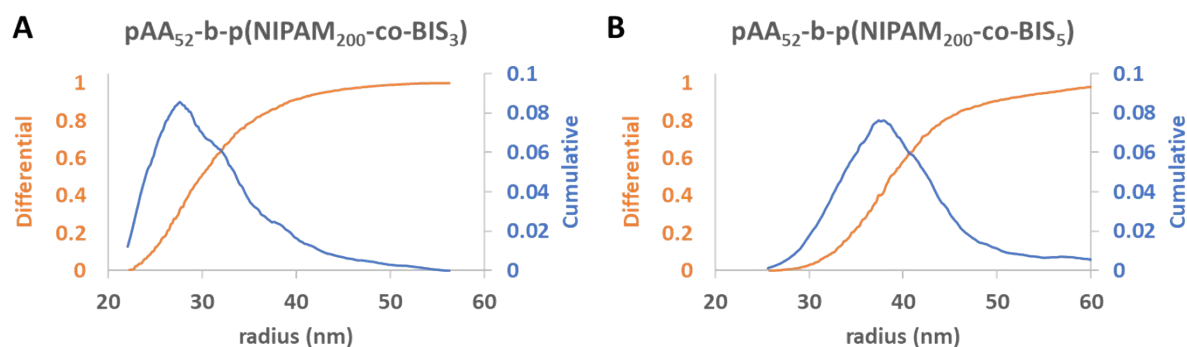 A
pAA52-b-p(NIPAM200-co-BIS3)
Differential
1
0.8
0.6
0.4
0.2
0
0.1
0.08
0.06
0.04
0.02
0
Cumulative
20 30 40 50 60
radius (nm)
B
pAA52-b-p(NIPAM200-co-BIS5)
Differential
1
0.8
0.6
0.4
0.2
0
0.1
0.08
0.06
0.04
0.02
0
Cumulative
20 30 40 50 60
radius (nm)